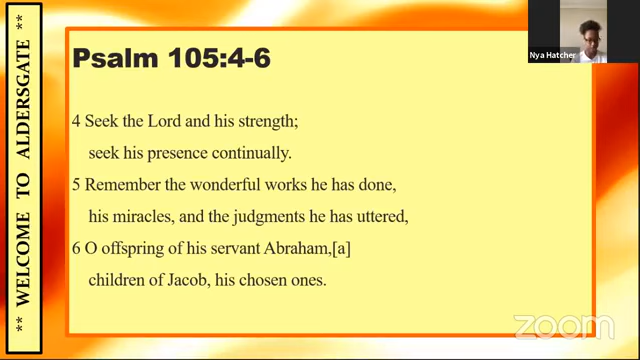 ** WELCOME TO ALDERSGATE **
Psalm 105:4-6
4 Seek the Lord and his strength;
seek his presence continually.
5 Remember the wonderful works he has done,
his miracles, and the judgments he has uttered,
6 O offspring of his servant Abraham,[a]
children of Jacob, his chosen ones.
Nya Hatcher
zoom